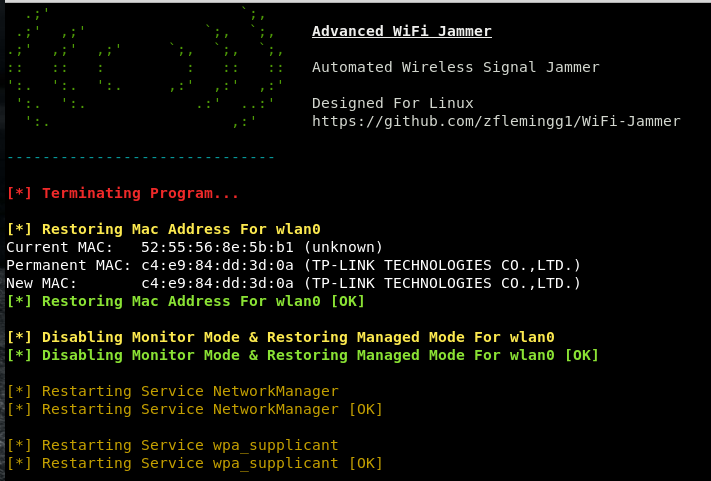 Advanced WiFi Jammer
Automated Wireless Signal Jammer
Designed For Linux
https://github.com/zflemingg1/WiFi-Jammer
------------------------------
[*] Terminating Program...
[*] Restoring Mac Address For wlan0
Current MAC:   52:55:56:8e:5b:b1 (unknown)
Permanent MAC: c4:e9:84:dd:3d:0a (TP-LINK TECHNOLOGIES CO.,LTD.)
New MAC:       c4:e9:84:dd:3d:0a (TP-LINK TECHNOLOGIES CO.,LTD.)
[*] Restoring Mac Address For wlan0 [OK]
[*] Disabling Monitor Mode & Restoring Managed Mode For wlan0
[*] Disabling Monitor Mode & Restoring Managed Mode For wlan0 [OK]
[*] Restarting Service NetworkManager
[*] Restarting Service NetworkManager [OK]
[*] Restarting Service wpa_supplicant
[*] Restarting Service wpa_supplicant [OK]